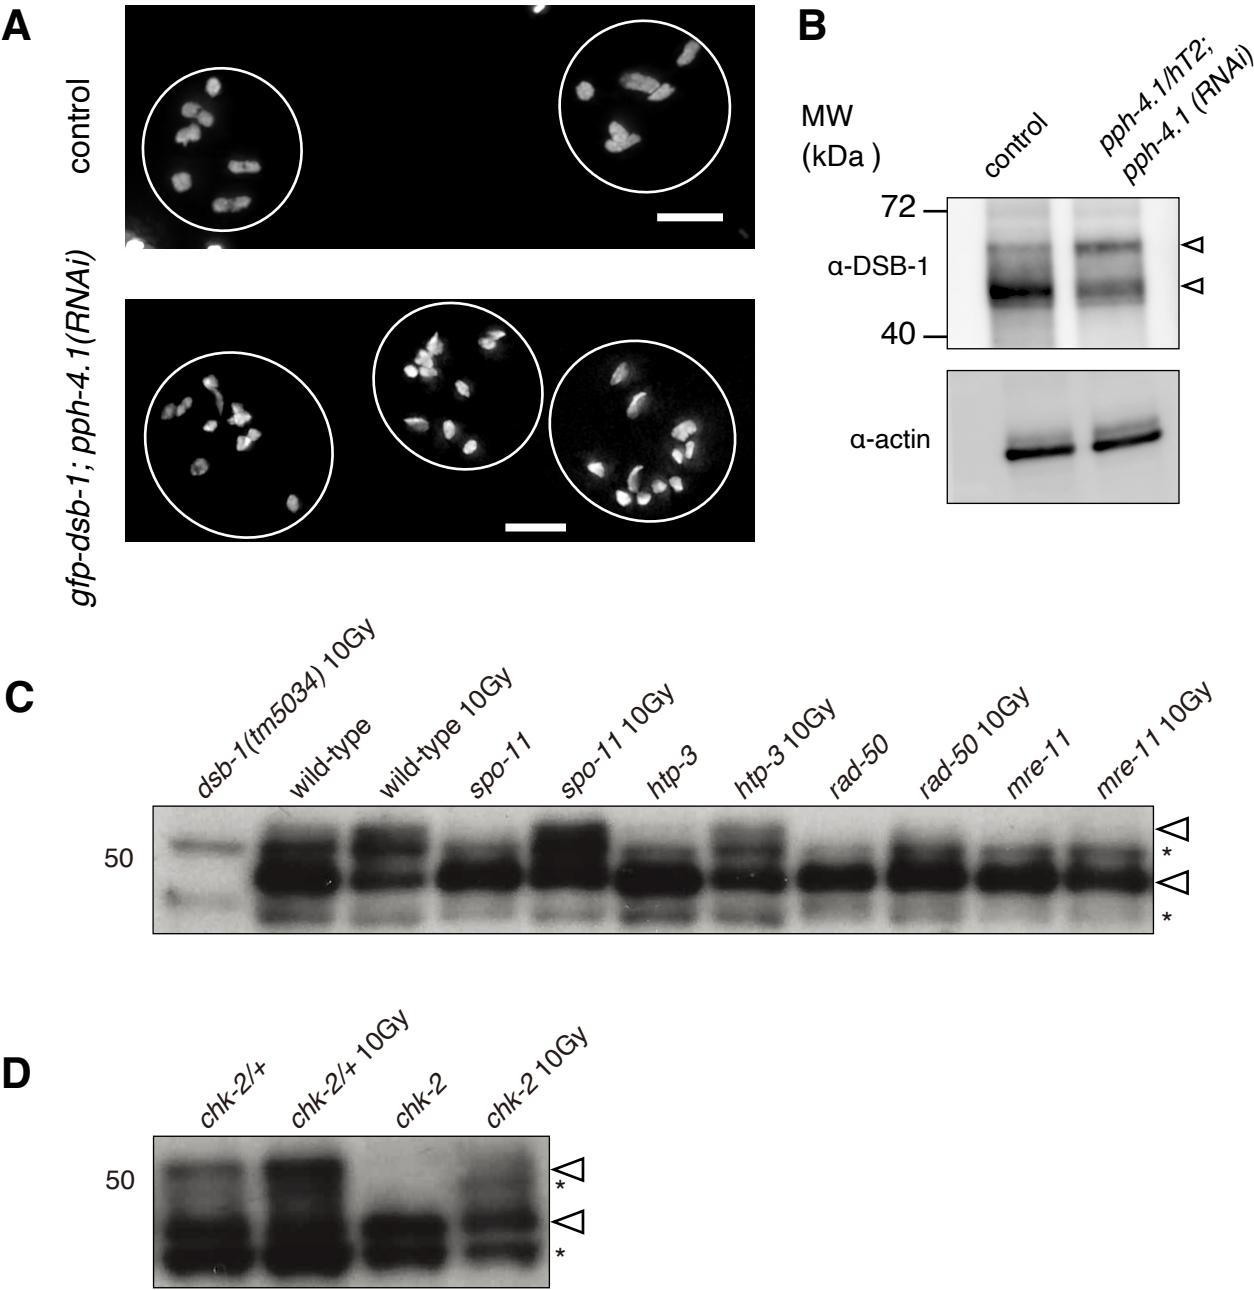 A
control
gfp-dsb-1; pph-4.1(RNAi)
B
MW
(kDa )
control
pph-4.1/hT2;
pph-4.1 (RNAi)
72
α-DSB-1
40
α-actin
C
dsb-1(tm5034) 10Gy
wild-type
wild-type 10Gy
spo-11
spo-11 10Gy
htp-3
htp-3 10Gy
rad-50
rad-50 10Gy
mre-11
mre-11 10Gy
50
*
*
D
chk-2/+
chk-2/+ 10Gy
chk-2
chk-2 10Gy
50
*
*